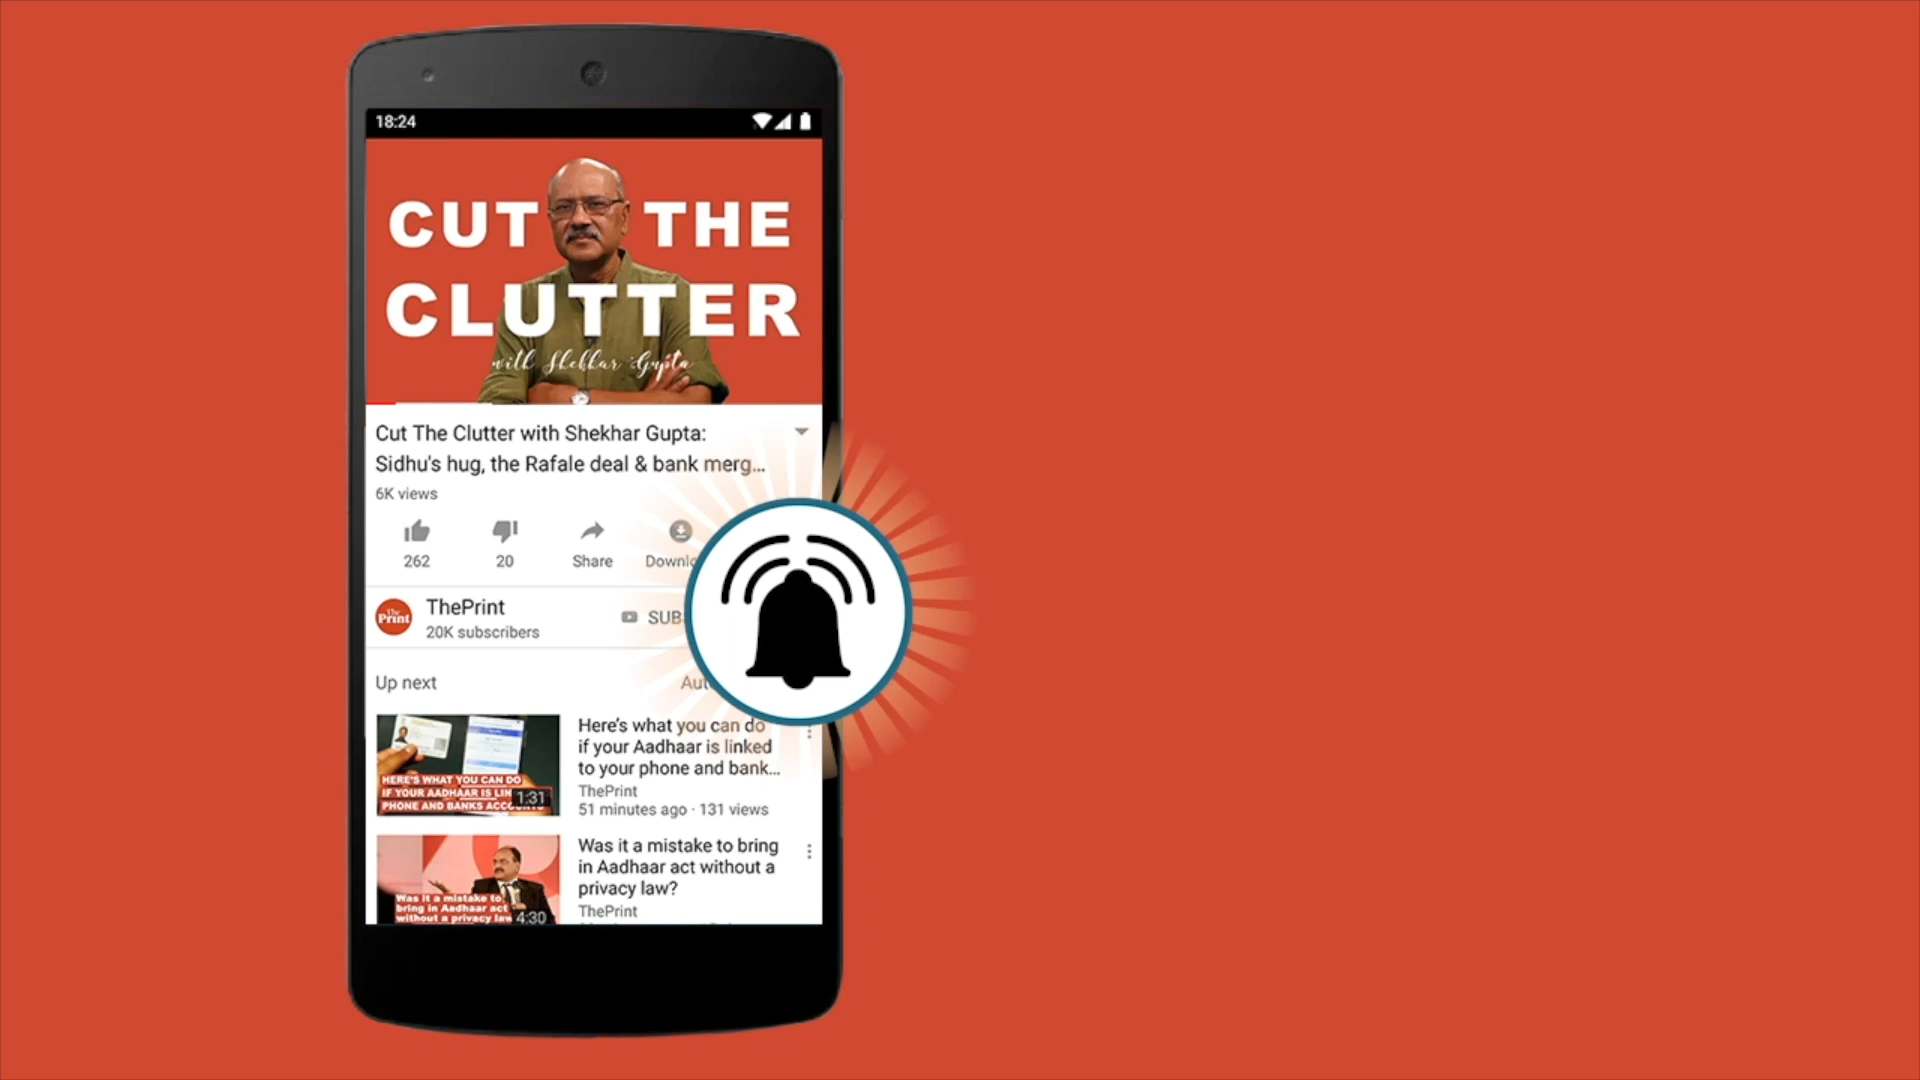 18:24
CUT THE
CLUTTER
with Shekhar Gupta
Cut The Clutter with Shekhar Gupta:
Sidhu's hug, the Rafale deal & bank merg...
6K views
262
20
Share
Downlo
The
Print
ThePrint
20K subscribers
SUB
Up next
Aut
HERE'S WHAT YOU CAN DO
IF YOUR AADHAAR IS LIN
PHONE AND BANKS ACCOUNTS
1:31
Here's what you can do
if your Aadhaar is linked
to your phone and bank...
ThePrint
51 minutes ago · 131 views
Was it a mistake to
bring in Aadhaar act
without a privacy law
4:30
Was it a mistake to bring
in Aadhaar act without a
privacy law?
ThePrint